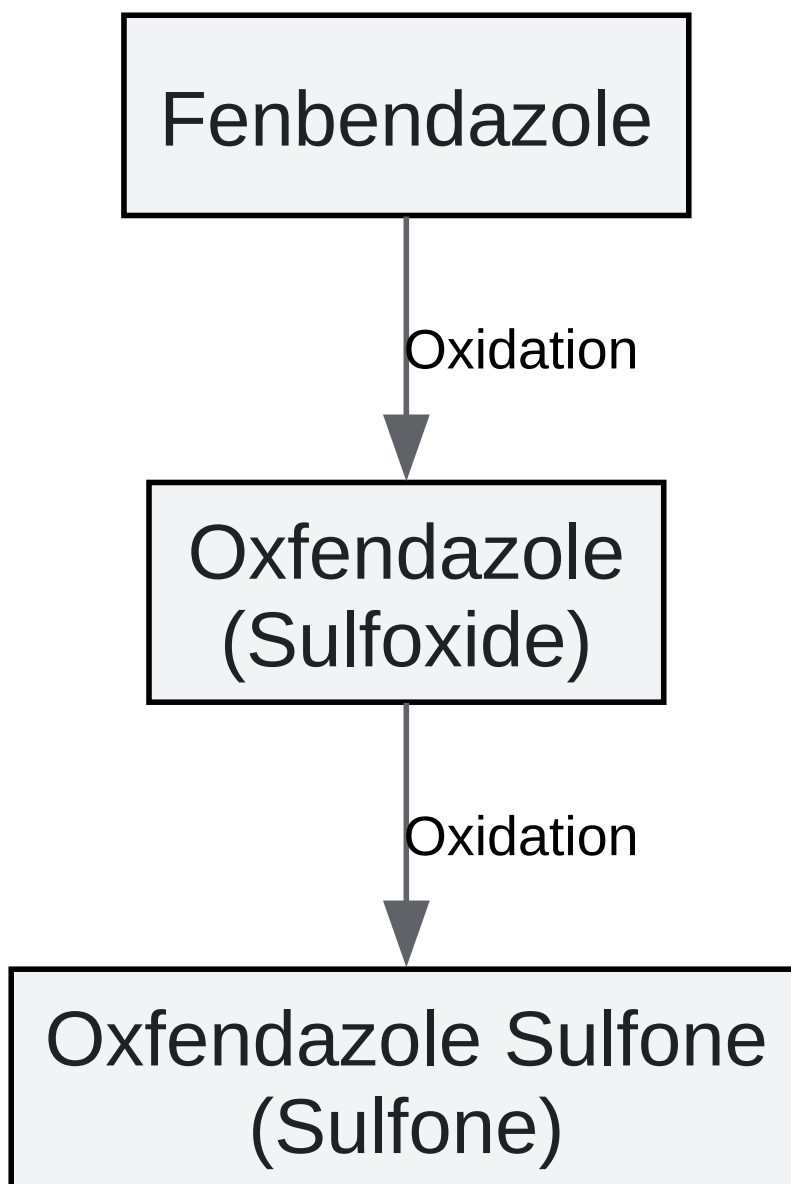 Fenbendazole
Oxidation
Oxfendazole
(Sulfoxide)
Oxidation
Oxfendazole Sulfone
(Sulfone)